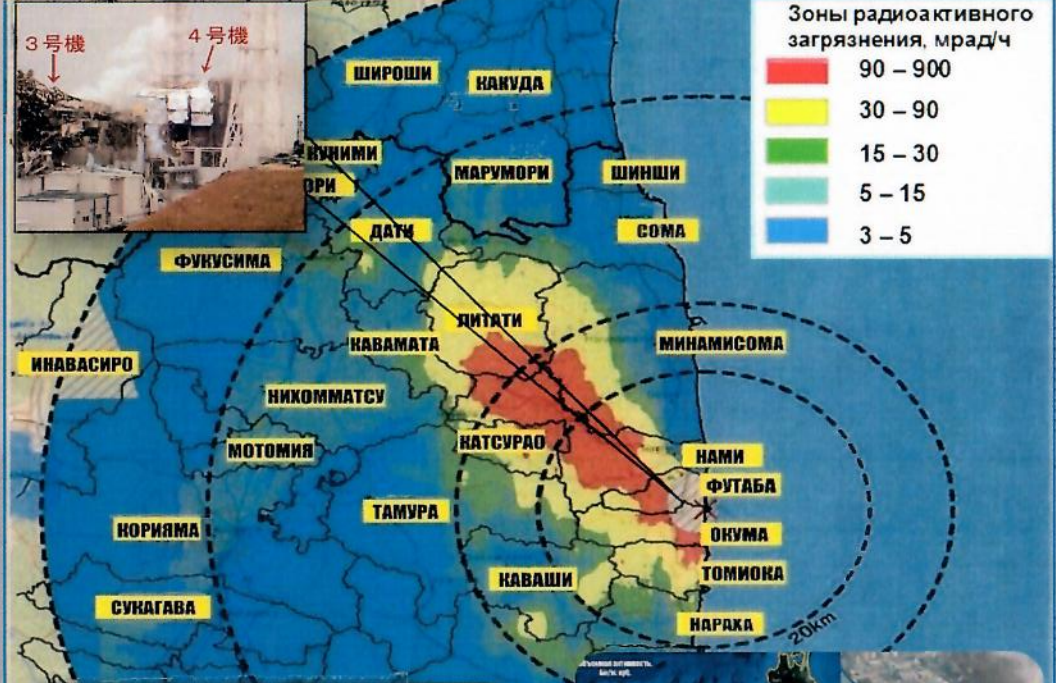 3号機
4号機
Зоны радиоактивного
загрязнения, мрад/ч
90 – 900
30 – 90
15 – 30
5 – 15
3 – 5
ШИРОШИ
КАКУДА
КУНИМИ
ОРИ
МАРУМОРИ
ШИНШИ
ДАТИ
СОМА
ФУКУСИМА
ЛИТАТИ
КАВАМАТА
МИНАМИСОМА
ИНАВАСИРО
НИХОММАТСУ
МОТОМИЯ
КАТСУРАО
НАМИ
ФУТАБА
ТАМУРА
КОРИЯМА
ОКУМА
КАВАШИ
ТОМИОКА
СУКАГАВА
НАРАХА
20km